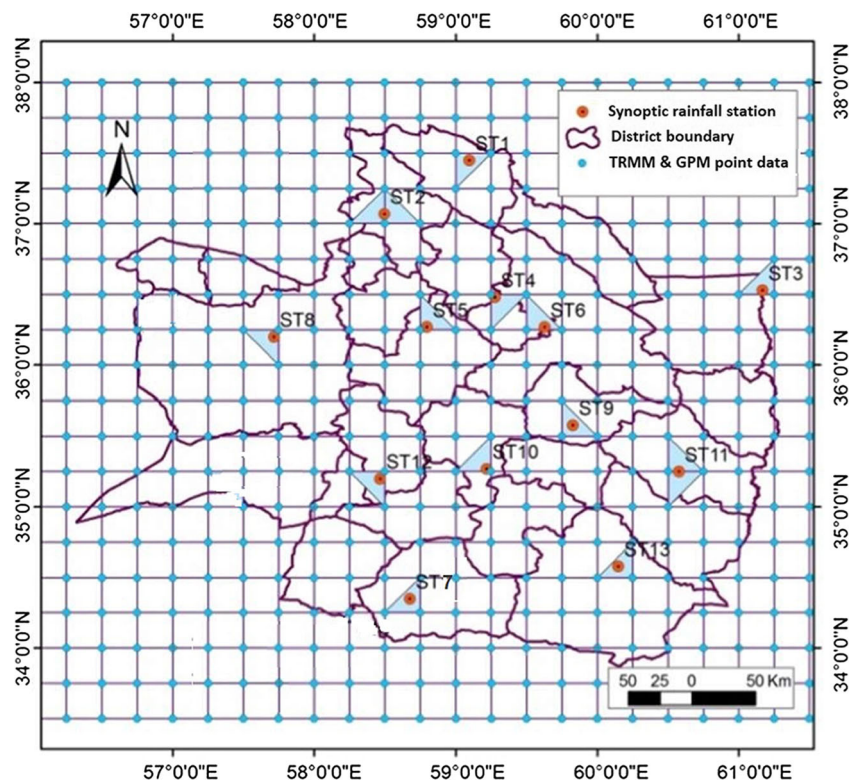 57°0'0"E 58°0'0"E 59°0'0"E 60°0'0"E 61°0'0"E
38°0'0"N 38°0'0"N
Synoptic rainfall station
District boundary
TRMM & GPM point data
N
ST1
ST2
37°0'0"N 37°0'0"N
ST3
ST4
ST5 ST6
ST8
36°0'0"N 36°0'0"N
ST9
ST10 ST11
ST12
35°0'0"N 35°0'0"N
ST13
ST7
34°0'0"N 34°0'0"N
50 25 0 50 Km
57°0'0"E 58°0'0"E 59°0'0"E 60°0'0"E 61°0'0"E